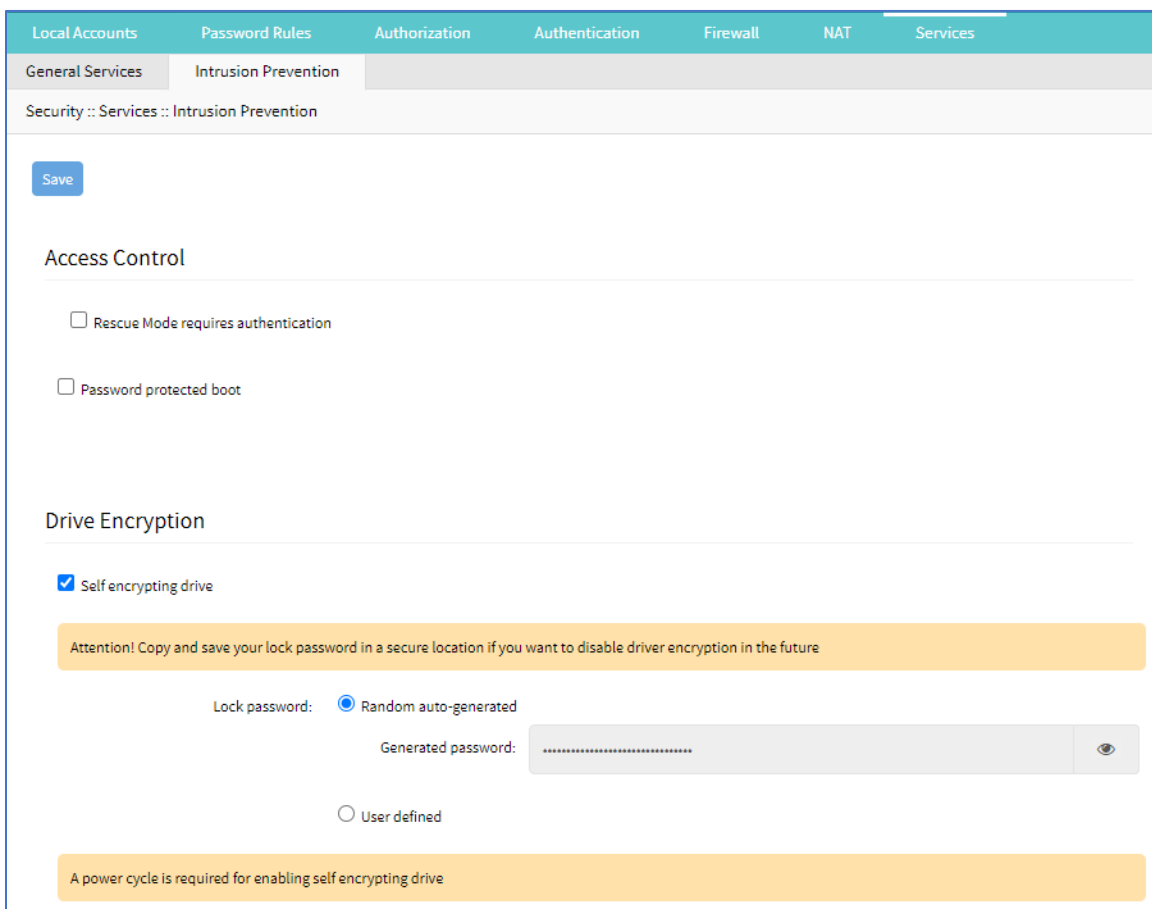 Local Accounts Password Rules Authorization Authentication Firewall NAT Services
General Services Intrusion Prevention
Security :: Services :: Intrusion Prevention
Save
Access Control
Rescue Mode requires authentication
Password protected boot
Drive Encryption
Self encrypting drive
Attention! Copy and save your lock password in a secure location if you want to disable driver encryption in the future
Lock password: Random auto-generated
Generated password:
User defined
A power cycle is required for enabling self encrypting drive